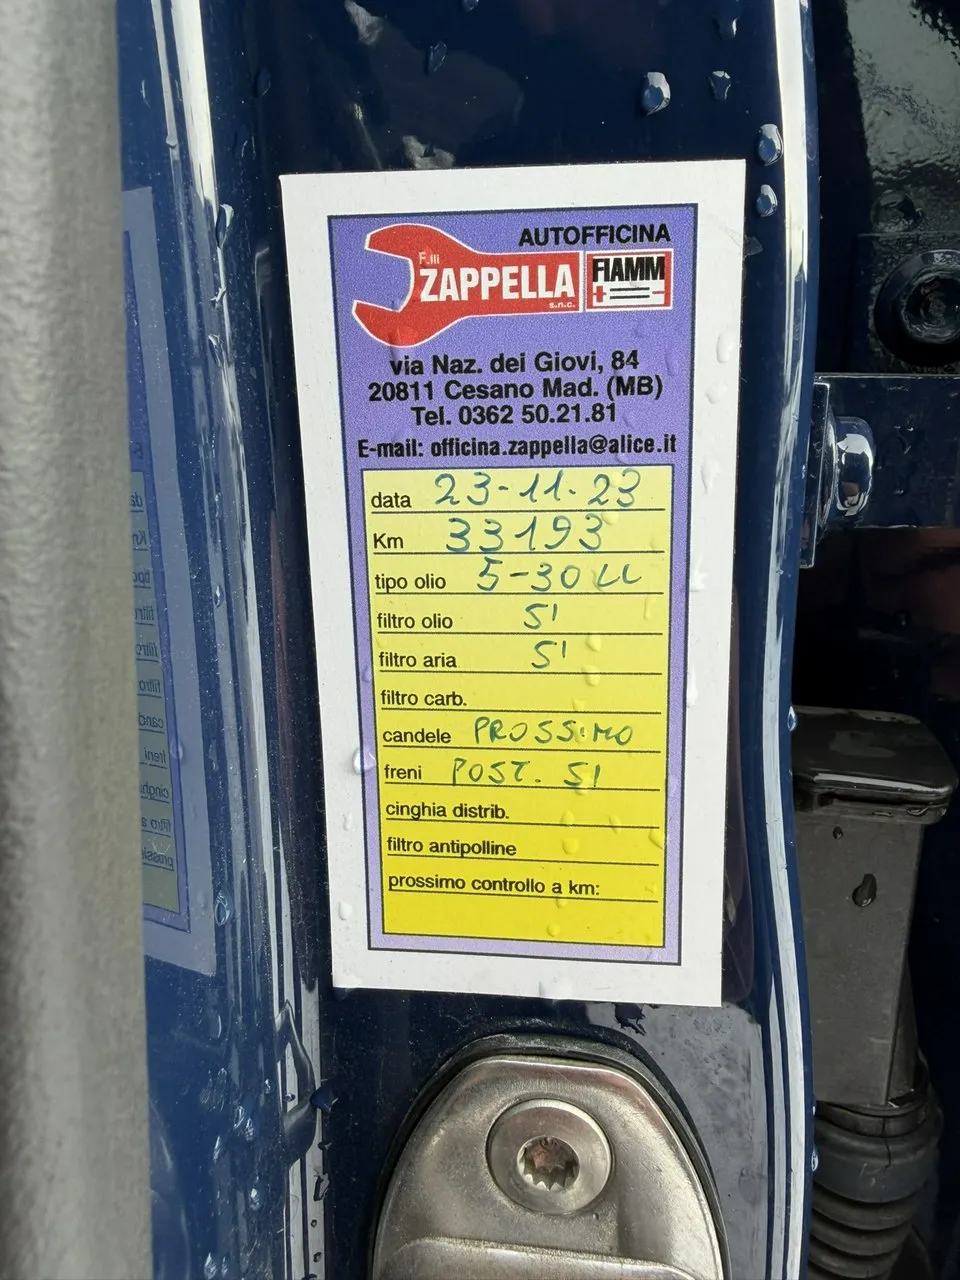 AUTOFFICINA
F.lli
ZAPPELLA
s.n.c.
FIAMM
via Naz. dei Giovi, 84
20811 Cesano Mad. (MB)
Tel. 0362 50.21.81
E-mail: officina.zappella@alice.it
data 23-11-23
Km 33193
tipo olio 5-30 LL
filtro olio SI'
filtro aria SI'
filtro carb.
candele PROSSIMO
freni POST. SI
cinghia distrib.
filtro antipolline
prossimo controllo a km: